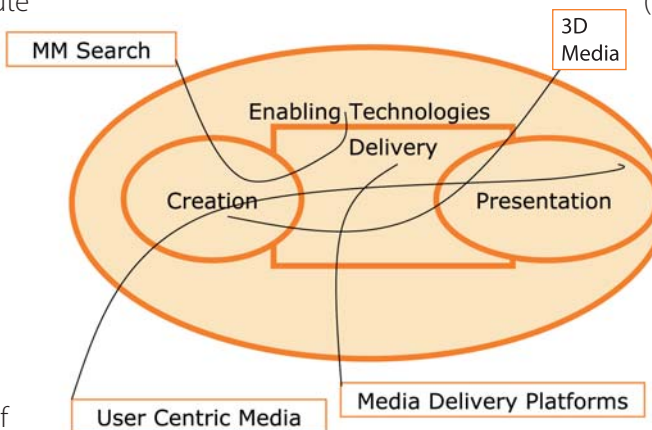 3D
Media
MM Search
Enabling Technologies
Delivery
Creation
Presentation
Media Delivery Platforms
User Centric Media